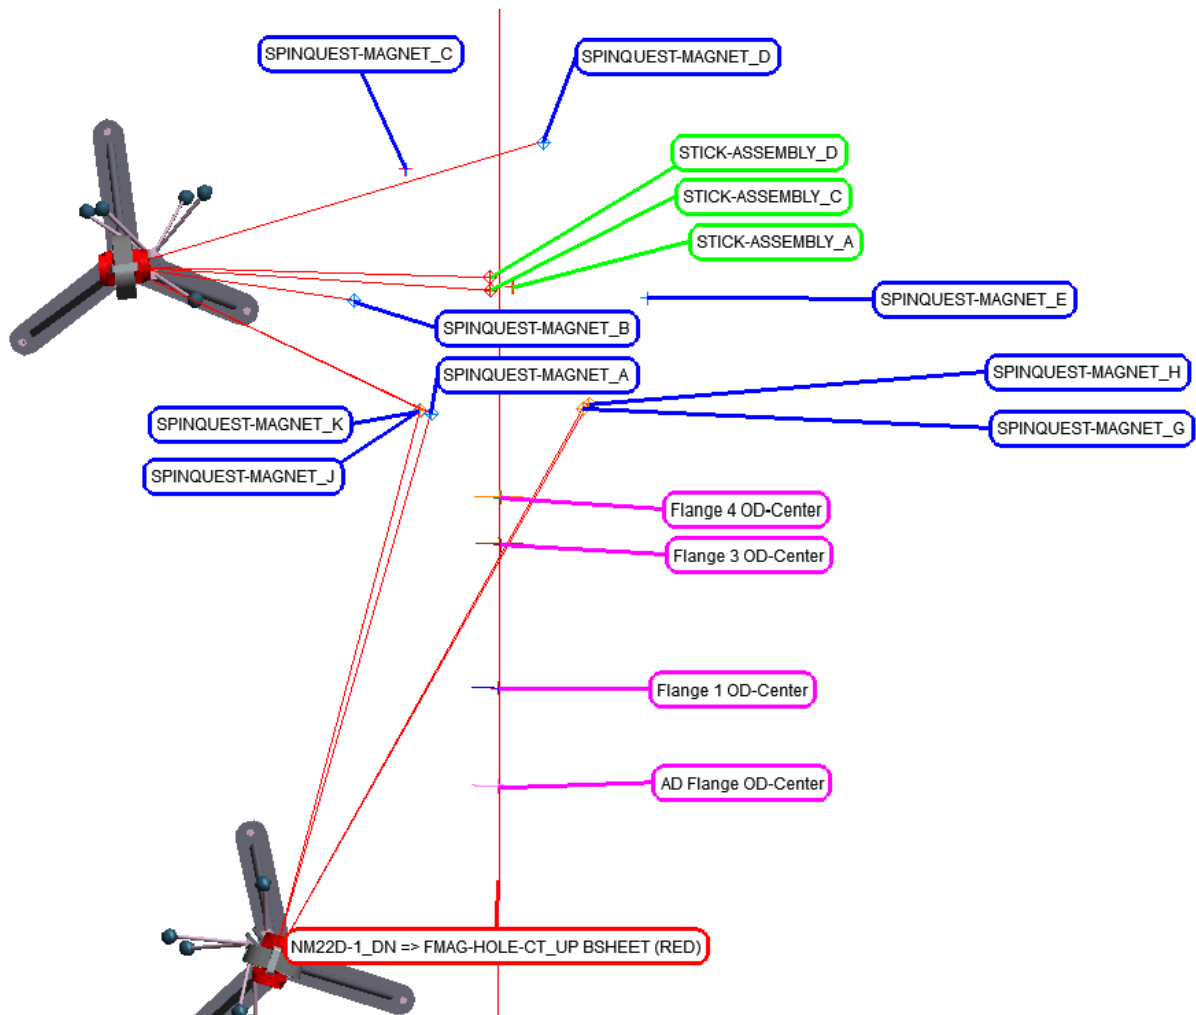 SPINQUEST-MAGNET_C
SPINQUEST-MAGNET_D
STICK-ASSEMBLY_D
STICK-ASSEMBLY_C
STICK-ASSEMBLY_A
SPINQUEST-MAGNET_E
SPINQUEST-MAGNET_B
SPINQUEST-MAGNET_A
SPINQUEST-MAGNET_H
SPINQUEST-MAGNET_K
SPINQUEST-MAGNET_G
SPINQUEST-MAGNET_J
Flange 4 OD-Center
Flange 3 OD-Center
Flange 1 OD-Center
AD Flange OD-Center
NM22D-1_DN => FMAG-HOLE-CT_UP BSHEET (RED)